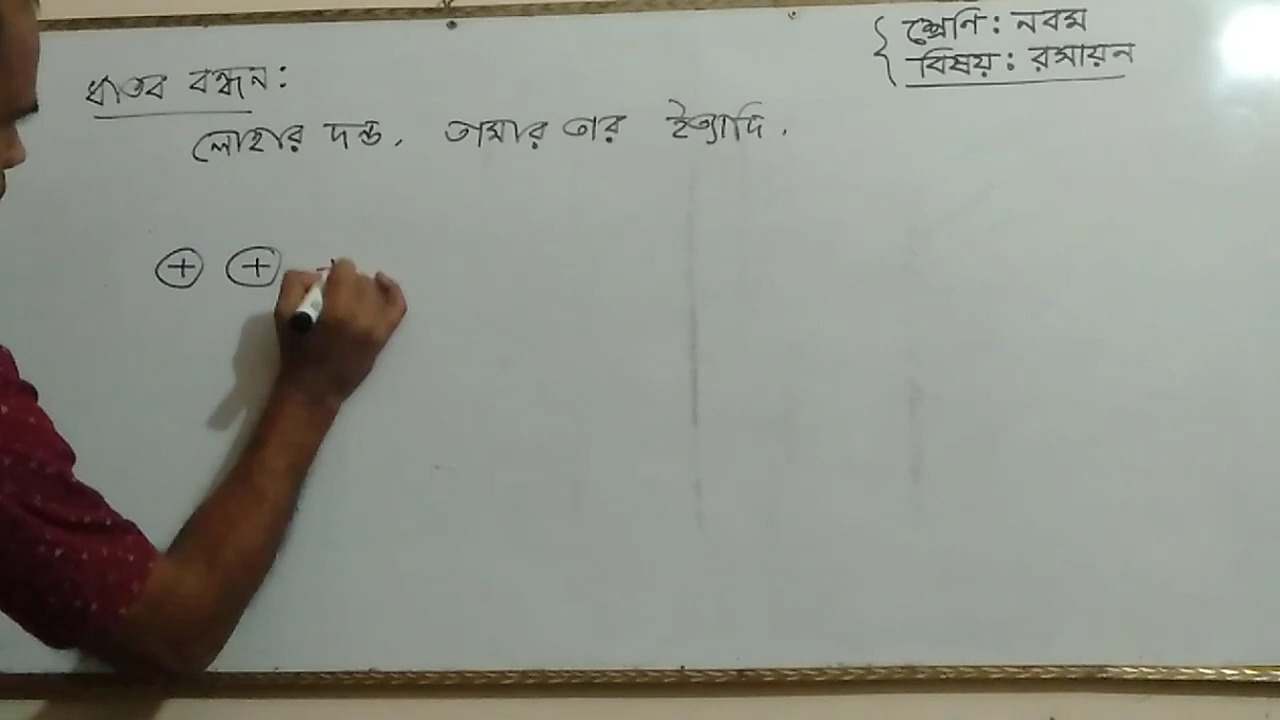 শ্রেণি : নবম
বিষয় : রসায়ন
ধাতব বন্ধন :
লোহার দন্ড, তামার তার ইত্যাদি,
+ +